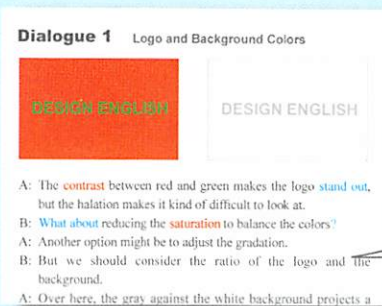 Dialogue 1 Logo and Background Colors
DESIGN ENGLISH
DESIGN ENGLISH
A: The contrast between red and green makes the logo stand out,
but the halation makes it kind of difficult to look at.
B: What about reducing the saturation to balance the colors?
A: Another option might be to adjust the gradation.
B: But we should consider the ratio of the logo and the
background.
A: Over here, the gray against the white background projects a